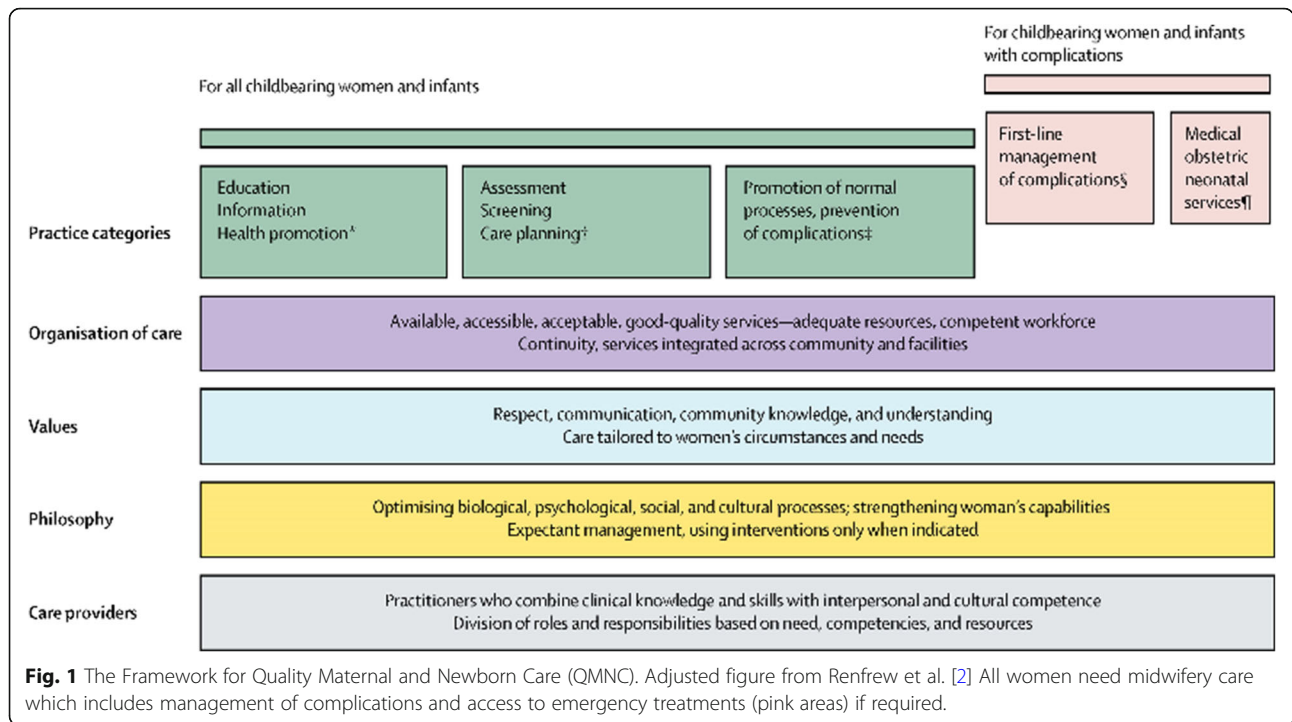 For childbearing women and infants
with complications
For all childbearing women and infants
Practice categories
Education
Information
Health promotion*
Assessment
Screening
Care planning†
Promotion of normal
processes, prevention
of complications‡
First-line
management
of complications§
Medical
obstetric
neonatal
services¶
Organisation of care
Available, accessible, acceptable, good-quality services—adequate resources, competent workforce
Continuity, services integrated across community and facilities
Values
Respect, communication, community knowledge, and understanding
Care tailored to women's circumstances and needs
Philosophy
Optimising biological, psychological, social, and cultural processes; strengthening woman's capabilities
Expectant management, using interventions only when indicated
Care providers
Practitioners who combine clinical knowledge and skills with interpersonal and cultural competence
Division of roles and responsibilities based on need, competencies, and resources
Fig. 1 The Framework for Quality Maternal and Newborn Care (QMNC). Adjusted figure from Renfrew et al. [2] All women need midwifery care
which includes management of complications and access to emergency treatments (pink areas) if required.